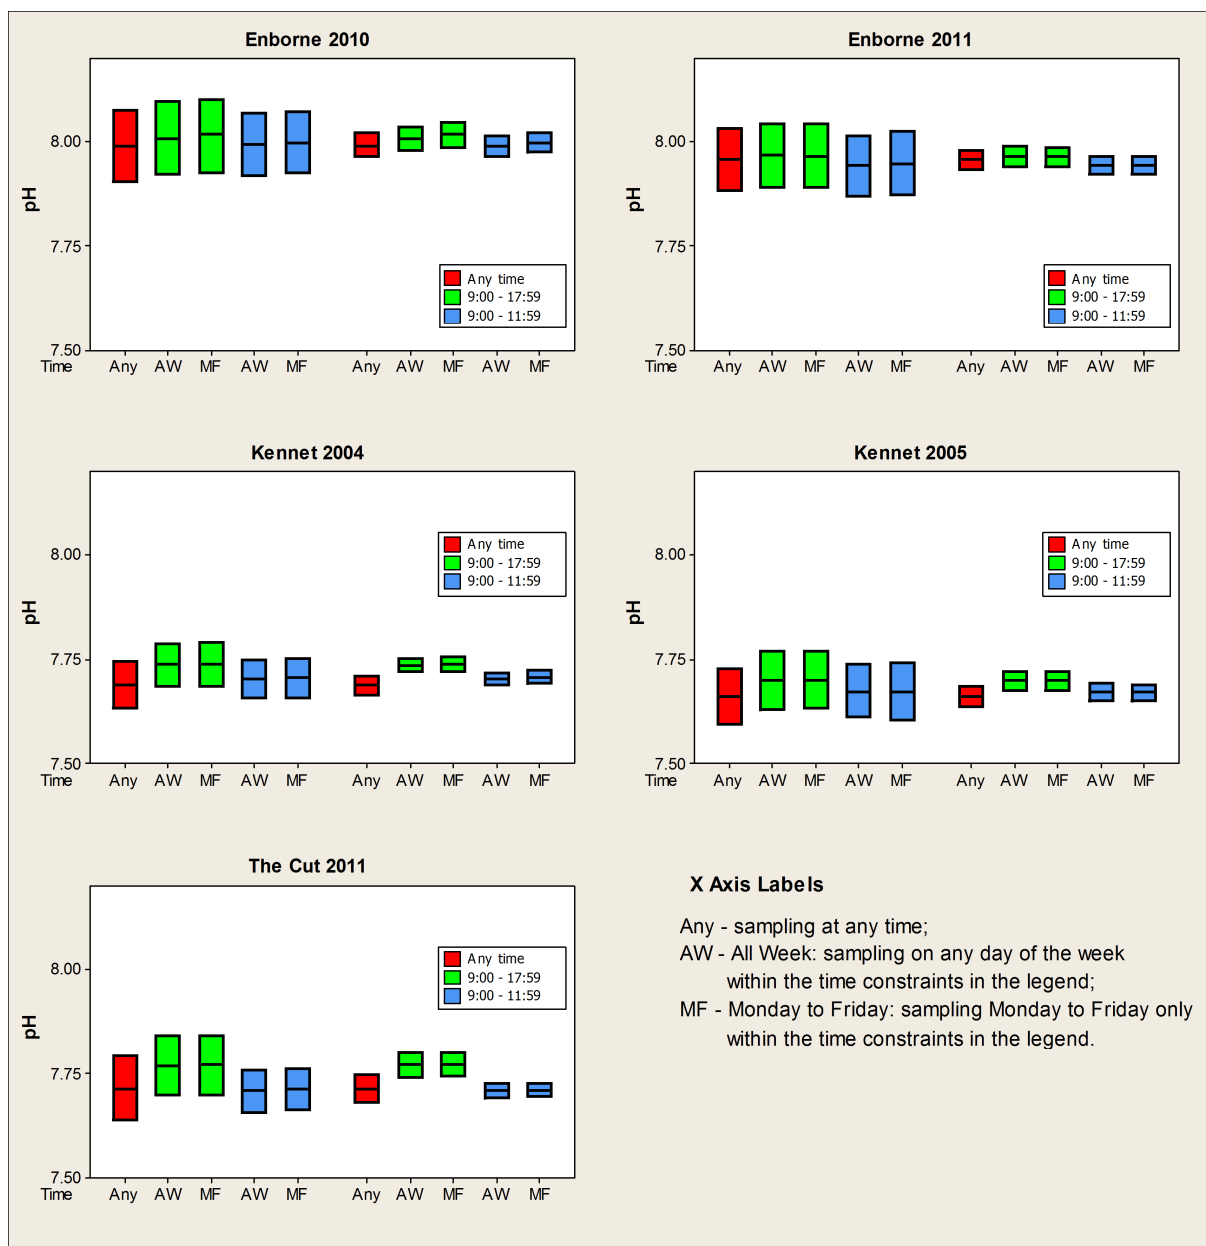 Enborne 2010
8.00
7.75
7.50
pH
Any time
9:00 - 17:59
9:00 - 11:59
Time Any AW MF AW MF Any AW MF AW MF
Enborne 2011
8.00
7.75
7.50
pH
Any time
9:00 - 17:59
9:00 - 11:59
Time Any AW MF AW MF Any AW MF AW MF
Kennet 2004
8.00
7.75
7.50
pH
Any time
9:00 - 17:59
9:00 - 11:59
Time Any AW MF AW MF Any AW MF AW MF
Kennet 2005
8.00
7.75
7.50
pH
Any time
9:00 - 17:59
9:00 - 11:59
Time Any AW MF AW MF Any AW MF AW MF
The Cut 2011
8.00
7.75
7.50
pH
Any time
9:00 - 17:59
9:00 - 11:59
Time Any AW MF AW MF Any AW MF AW MF
X Axis Labels
Any - sampling at any time;
AW - All Week: sampling on any day of the week
within the time constraints in the legend;
MF - Monday to Friday: sampling Monday to Friday only
within the time constraints in the legend.